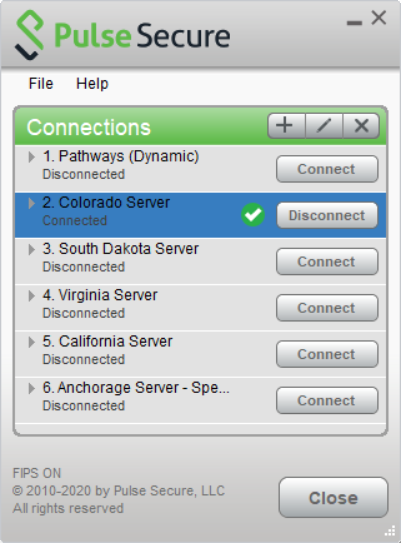 Pulse Secure
File Help
Connections
1. Pathways (Dynamic)
Disconnected
Connect
2. Colorado Server
Connected
Disconnect
3. South Dakota Server
Disconnected
Connect
4. Virginia Server
Disconnected
Connect
5. California Server
Disconnected
Connect
6. Anchorage Server - Spe...
Disconnected
Connect
FIPS ON
© 2010-2020 by Pulse Secure, LLC
All rights reserved
Close